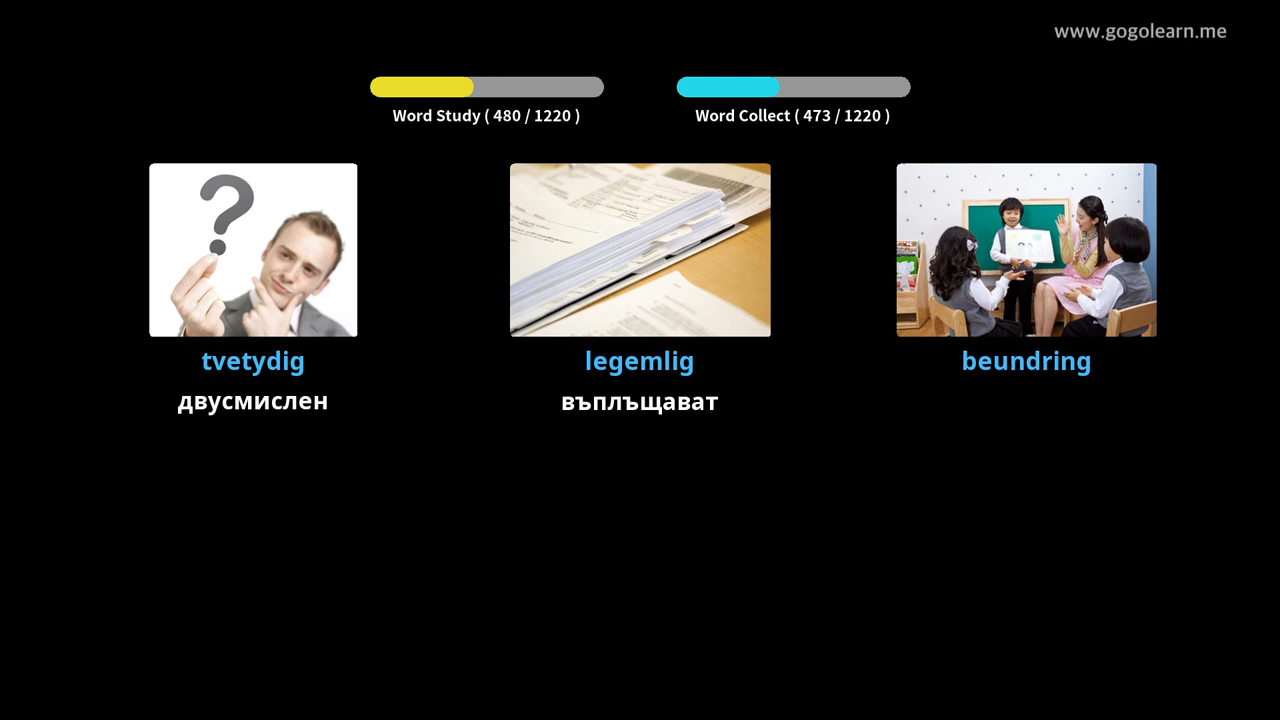 www.gogolearn.me
Word Study ( 480 / 1220 )
Word Collect ( 473 / 1220 )
tvetydig
legemlig
beundring
двусмислен
въплъщават